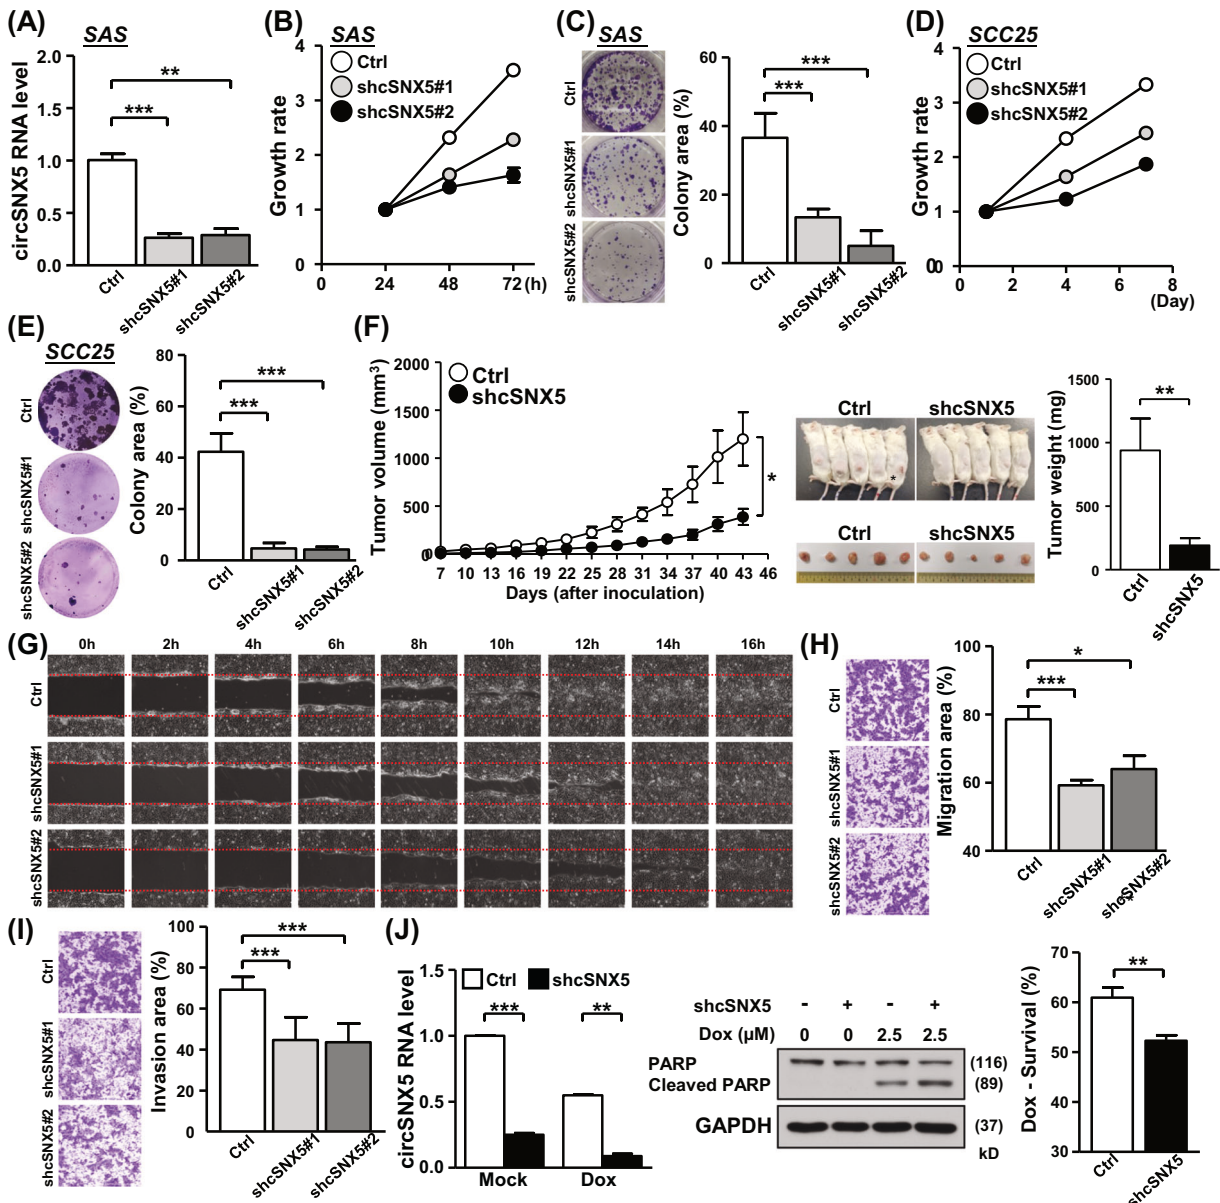 (A)
SAS
circSNX5 RNA level
2.0
1.5
1.0
0.5
0.0
**
***
Ctrl
shcSNX5#1
shcSNX5#2
(B)
SAS
Growth rate
4
3
2
1
0
Ctrl
shcSNX5#1
shcSNX5#2
0 24 48 72 (h)
(C)
SAS
Ctrl
shcSNX5#1
shcSNX5#2
Colony area (%)
60
40
20
0
***
***
Ctrl
shcSNX5#1
shcSNX5#2
(D)
SCC25
Growth rate
4
3
2
1
0
Ctrl
shcSNX5#1
shcSNX5#2
0 2 4 6 8
(Day)
(E)
SCC25
Ctrl
shcSNX5#1
shcSNX5#2
Colony area (%)
80
60
40
20
0
***
***
Ctrl
shcSNX5#1
shcSNX5#2
(F)
Tumor volume (mm3)
2000
1500
1000
500
0
Ctrl
shcSNX5
*
7 10 13 16 19 22 25 28 31 34 37 40 43 46
Days (after inoculation)
Ctrl shcSNX5
*
Ctrl shcSNX5
Tumor weight (mg)
1500
1000
500
0
**
Ctrl
shcSNX5
(G)
0h 2h 4h 6h 8h 10h 12h 14h 16h
Ctrl
shcSNX5#1
shcSNX5#2
(H)
Ctrl
shcSNX5#1
shcSNX5#2
Migration area (%)
100
80
60
40
*
***
Ctrl
shcSNX5#1
shcSNX5#2
(I)
Ctrl
shcSNX5#1
shcSNX5#2
Invasion area (%)
100
80
60
40
20
0
***
***
Ctrl
shcSNX5#1
shcSNX5#2
(J)
circSNX5 RNA level
1.5
1.0
0.5
0.0
Ctrl shcSNX5
*** **
Mock Dox
shcSNX5 - + - +
Dox (µM) 0 0 2.5 2.5
PARP (116)
Cleaved PARP (89)
GAPDH (37)
kD
Dox - Survival (%)
70
60
50
40
30
**
Ctrl
shcSNX5